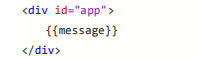 <div id="app">
    {{message}}
</div>